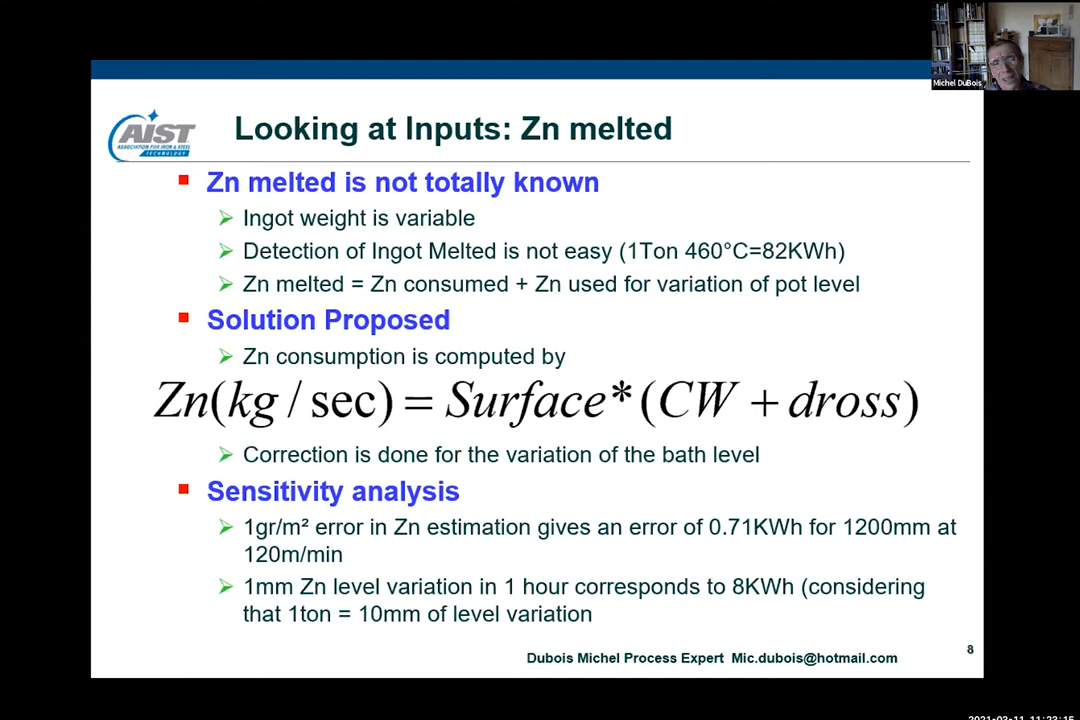 Michel DuBois
AIST
ASSOCIATION FOR IRON & STEEL
TECHNOLOGY
Looking at Inputs: Zn melted
Zn melted is not totally known
Ingot weight is variable
Detection of Ingot Melted is not easy (1Ton 460°C=82KWh)
Zn melted = Zn consumed + Zn used for variation of pot level
Solution Proposed
Zn consumption is computed by
Zn(kg / sec) = Surface*(CW + dross)
Correction is done for the variation of the bath level
Sensitivity analysis
1gr/m² error in Zn estimation gives an error of 0.71KWh for 1200mm at
120m/min
1mm Zn level variation in 1 hour corresponds to 8KWh (considering
that 1ton = 10mm of level variation
8
Dubois Michel Process Expert Mic.dubois@hotmail.com
2021-03-11 11:23:15